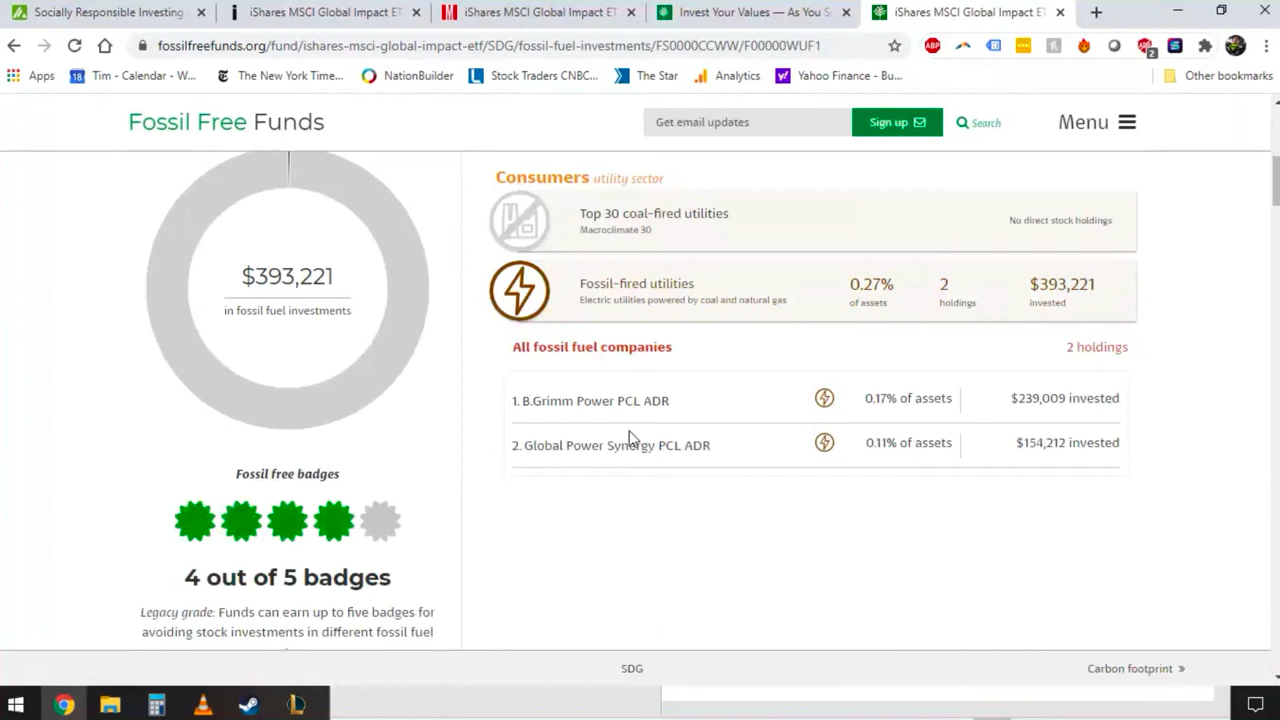 Socially Responsible Investing
iShares MSCI Global Impact ET
iShares MSCI Global Impact ET
Invest Your Values — As You S
iShares MSCI Global Impact E
fossilfreefunds.org/fund/ishares-msci-global-impact-etf/SDG/fossil-fuel-investments/FS0000CCWW/F00000WUF1
ABP
2
Apps
18
Tim - Calendar - W...
The New York Time...
NationBuilder
Stock Traders CNBC...
The Star
Analytics
Yahoo Finance - Bu...
Other bookmarks
Fossil Free Funds
Get email updates
Sign up
Search
Menu
$393,221
in fossil fuel investments
Fossil free badges
4 out of 5 badges
Legacy grade: Funds can earn up to five badges for
avoiding stock investments in different fossil fuel
Consumers utility sector
Top 30 coal-fired utilities
Macroclimate 30
No direct stock holdings
Fossil-fired utilities
Electric utilities powered by coal and natural gas
0.27%
of assets
2
holdings
$393,221
invested
All fossil fuel companies
2 holdings
1. B.Grimm Power PCL ADR
0.17% of assets
$239,009 invested
2. Global Power Synergy PCL ADR
0.11% of assets
$154,212 invested
SDG
Carbon footprint »